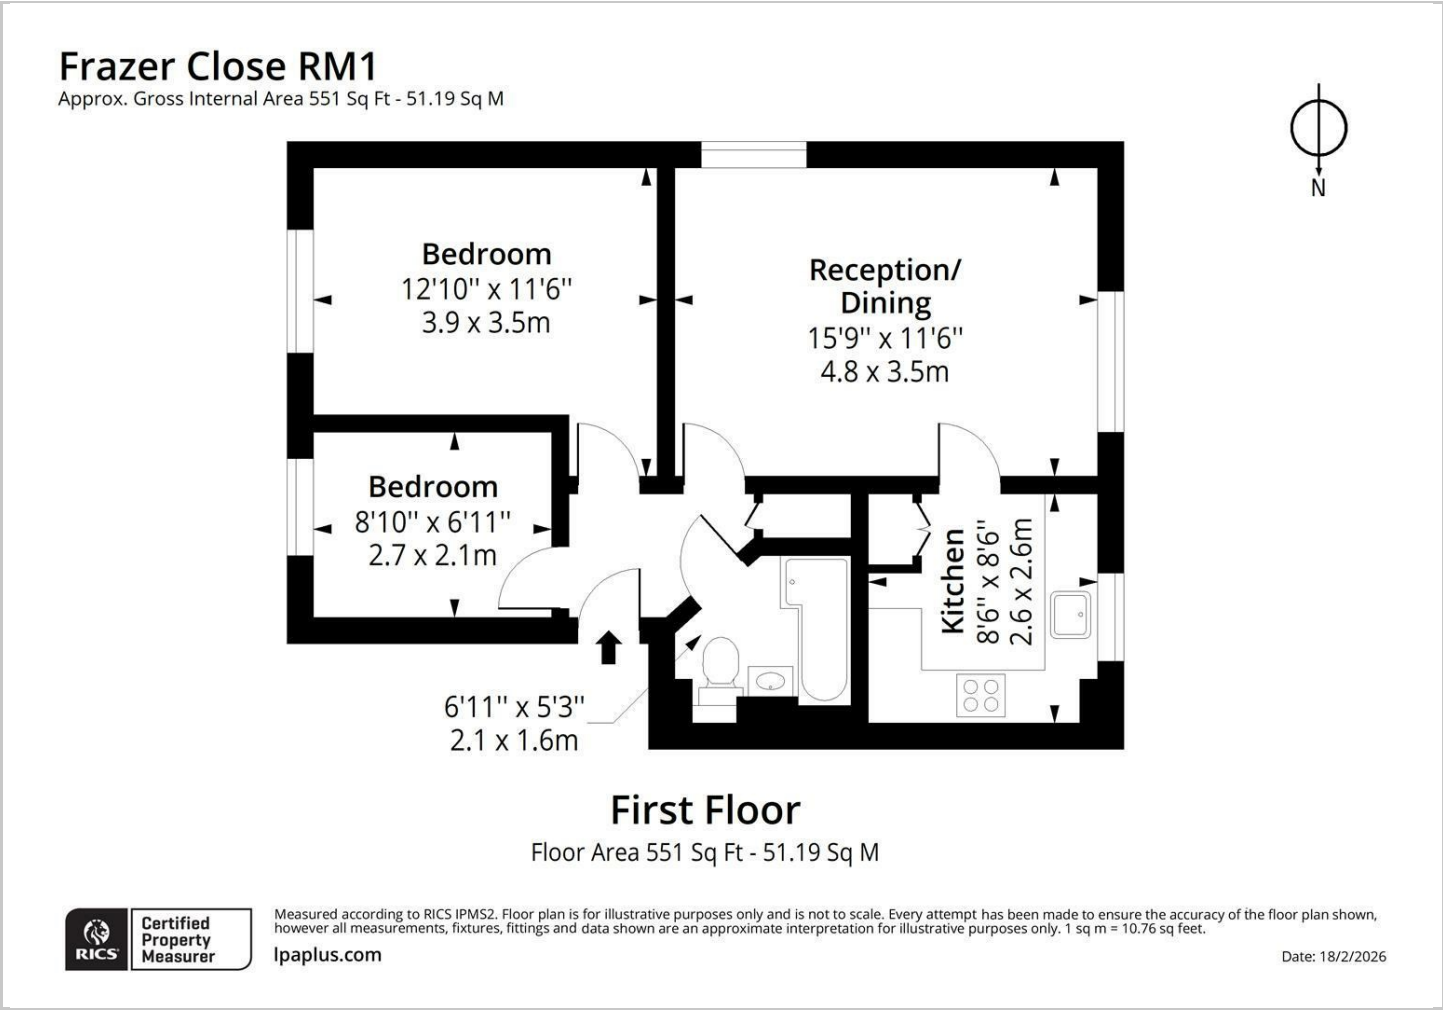 Frazer Close RM1
Approx. Gross Internal Area 551 Sq Ft - 51.19 Sq M
N
Bedroom
12'10'' x 11'6''
3.9 x 3.5m
Reception/
Dining
15'9'' x 11'6''
4.8 x 3.5m
Bedroom
8'10'' x 6'11''
2.7 x 2.1m
Kitchen
8'6'' x 8'6''
2.6 x 2.6m
6'11'' x 5'3''
2.1 x 1.6m
First Floor
Floor Area 551 Sq Ft - 51.19 Sq M
RICS
Certified
Property
Measurer
Measured according to RICS IPMS2. Floor plan is for illustrative purposes only and is not to scale. Every attempt has been made to ensure the accuracy of the floor plan shown,
however all measurements, fixtures, fittings and data shown are an approximate interpretation for illustrative purposes only. 1 sq m = 10.76 sq feet.
lpaplus.com
Date: 18/2/2026